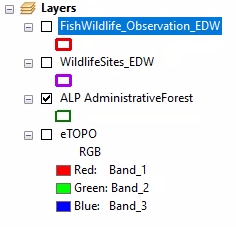 Layers
FishWildlife_Observation_EDW
WildlifeSites_EDW
ALP AdministrativeForest
eTOPO
RGB
Red: Band_1
Green: Band_2
Blue: Band_3